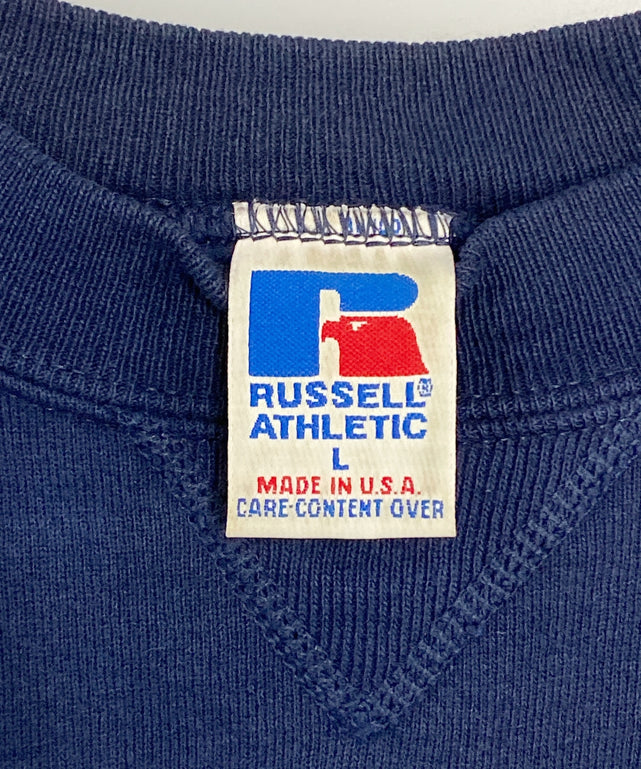 RUSSELL®
ATHLETIC
L
MADE IN U.S.A.
CARE-CONTENT OVER